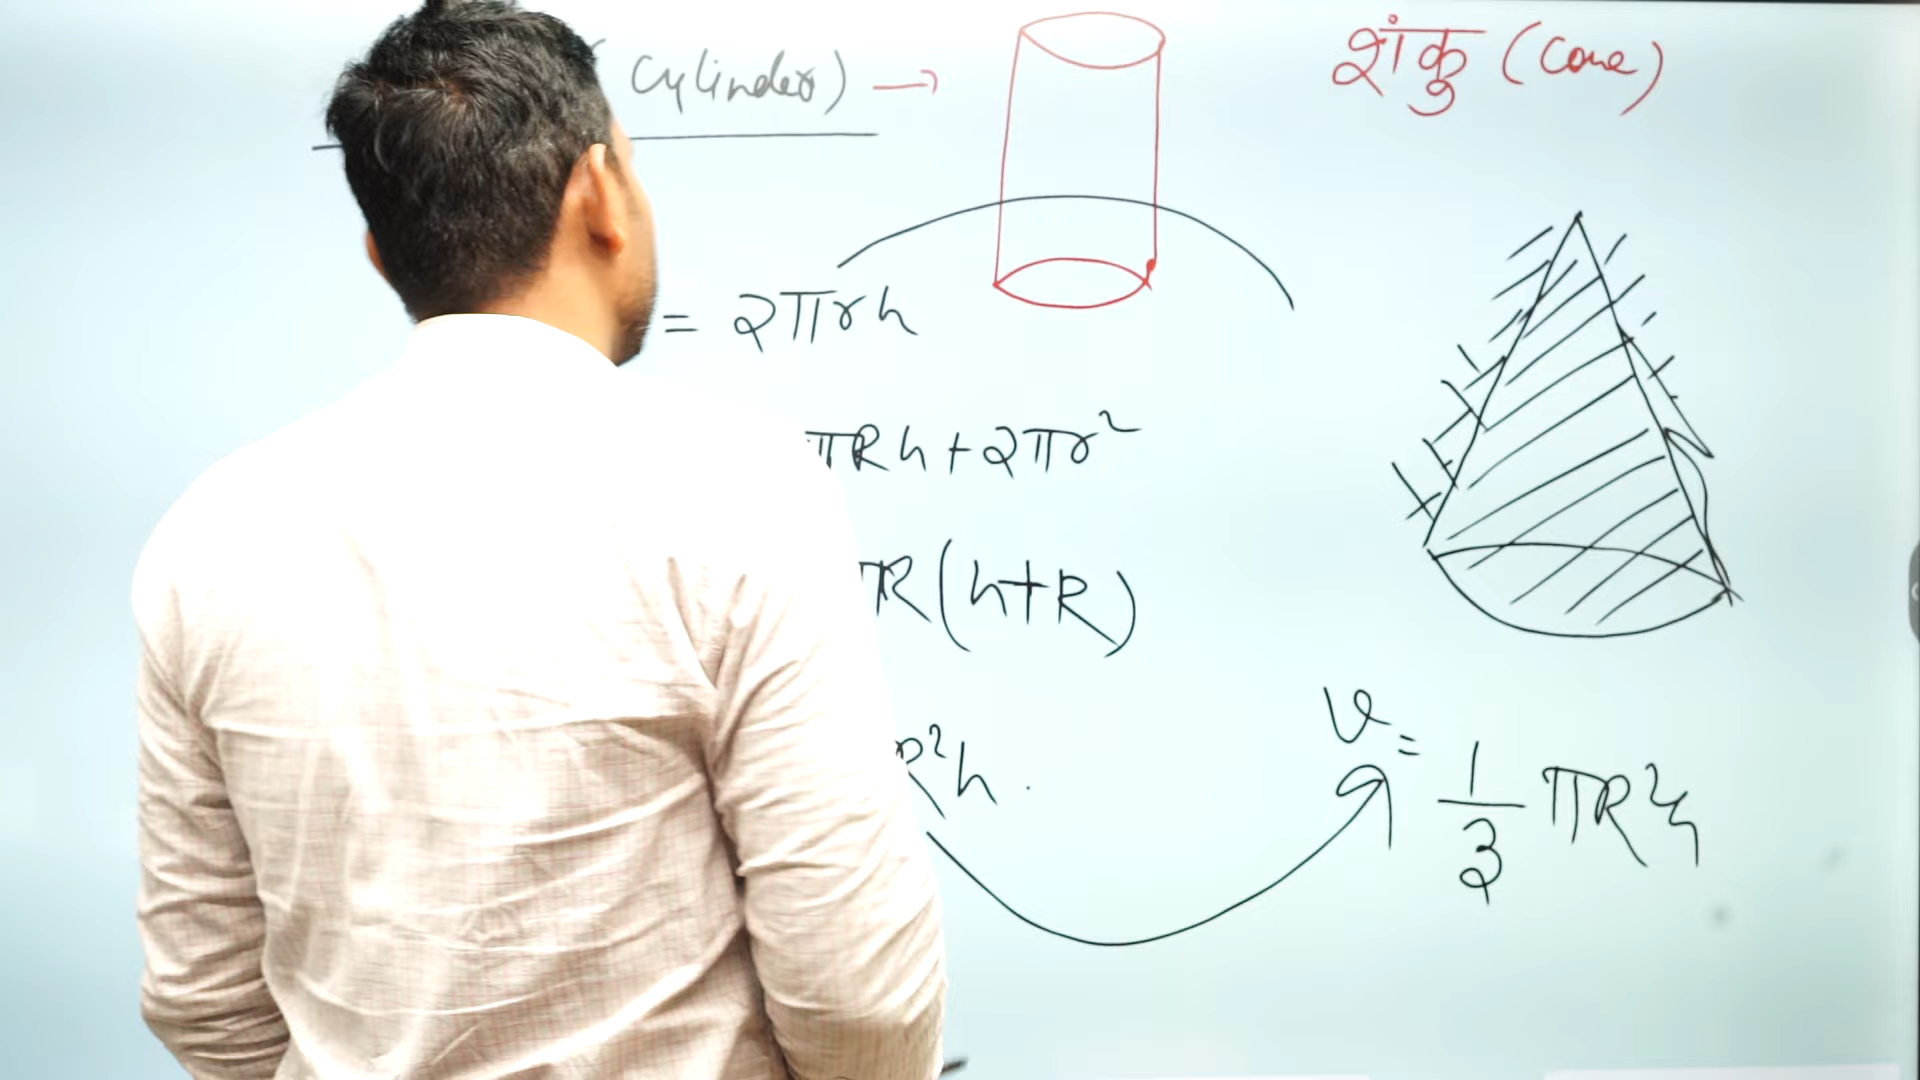 Cylinder) →
शंकु (Cone)
= 2πrh
πRh+2πr²
πR(h+R)
R²h.
V = 1/3 πR²h